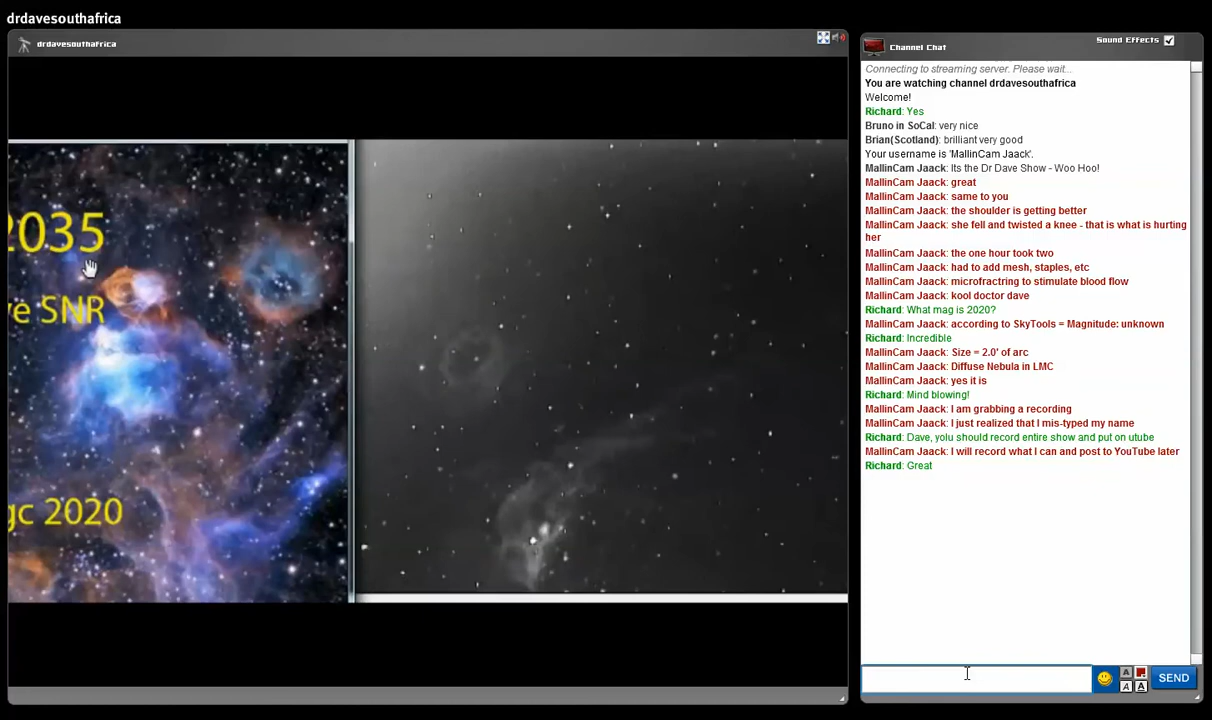 drdavesouthafrica
drdavesouthafrica
2035
ve SNR
gc 2020
Channel Chat
Sound Effects
Connecting to streaming server. Please wait...
You are watching channel drdavesouthafrica
Welcome!
Richard: Yes
Bruno in SoCal: very nice
Brian(Scotland): brilliant very good
Your username is 'MallinCam Jaack'.
MallinCam Jaack: Its the Dr Dave Show - Woo Hoo!
MallinCam Jaack: great
MallinCam Jaack: same to you
MallinCam Jaack: the shoulder is getting better
MallinCam Jaack: she fell and twisted a knee - that is what is hurting
her
MallinCam Jaack: the one hour took two
MallinCam Jaack: had to add mesh, staples, etc
MallinCam Jaack: microfractring to stimulate blood flow
MallinCam Jaack: kool doctor dave
Richard: What mag is 2020?
MallinCam Jaack: according to SkyTools = Magnitude: unknown
Richard: Incredible
MallinCam Jaack: Size = 2.0' of arc
MallinCam Jaack: Diffuse Nebula in LMC
MallinCam Jaack: yes it is
Richard: Mind blowing!
MallinCam Jaack: I am grabbing a recording
MallinCam Jaack: I just realized that I mis-typed my name
Richard: Dave, yolu should record entire show and put on utube
MallinCam Jaack: I will record what I can and post to YouTube later
Richard: Great
A
A
A
SEND